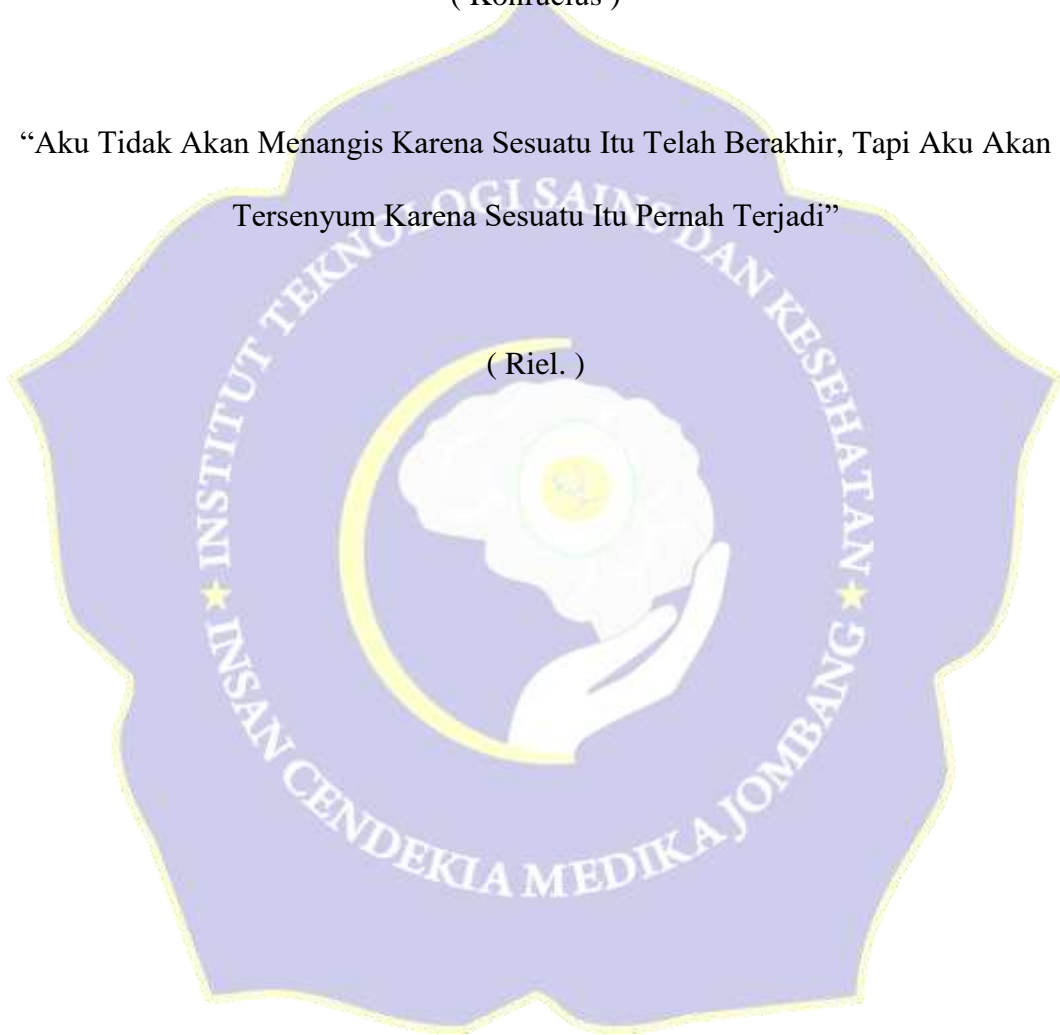 ( Konfucius )
“Aku Tidak Akan Menangis Karena Sesuatu Itu Telah Berakhir, Tapi Aku Akan
Tersenyum Karena Sesuatu Itu Pernah Terjadi”
( Riel. )
INSTITUT TEKNOLOGI SAINS DAN KESEHATAN
INSAN CENDEKIA MEDIKA JOMBANG